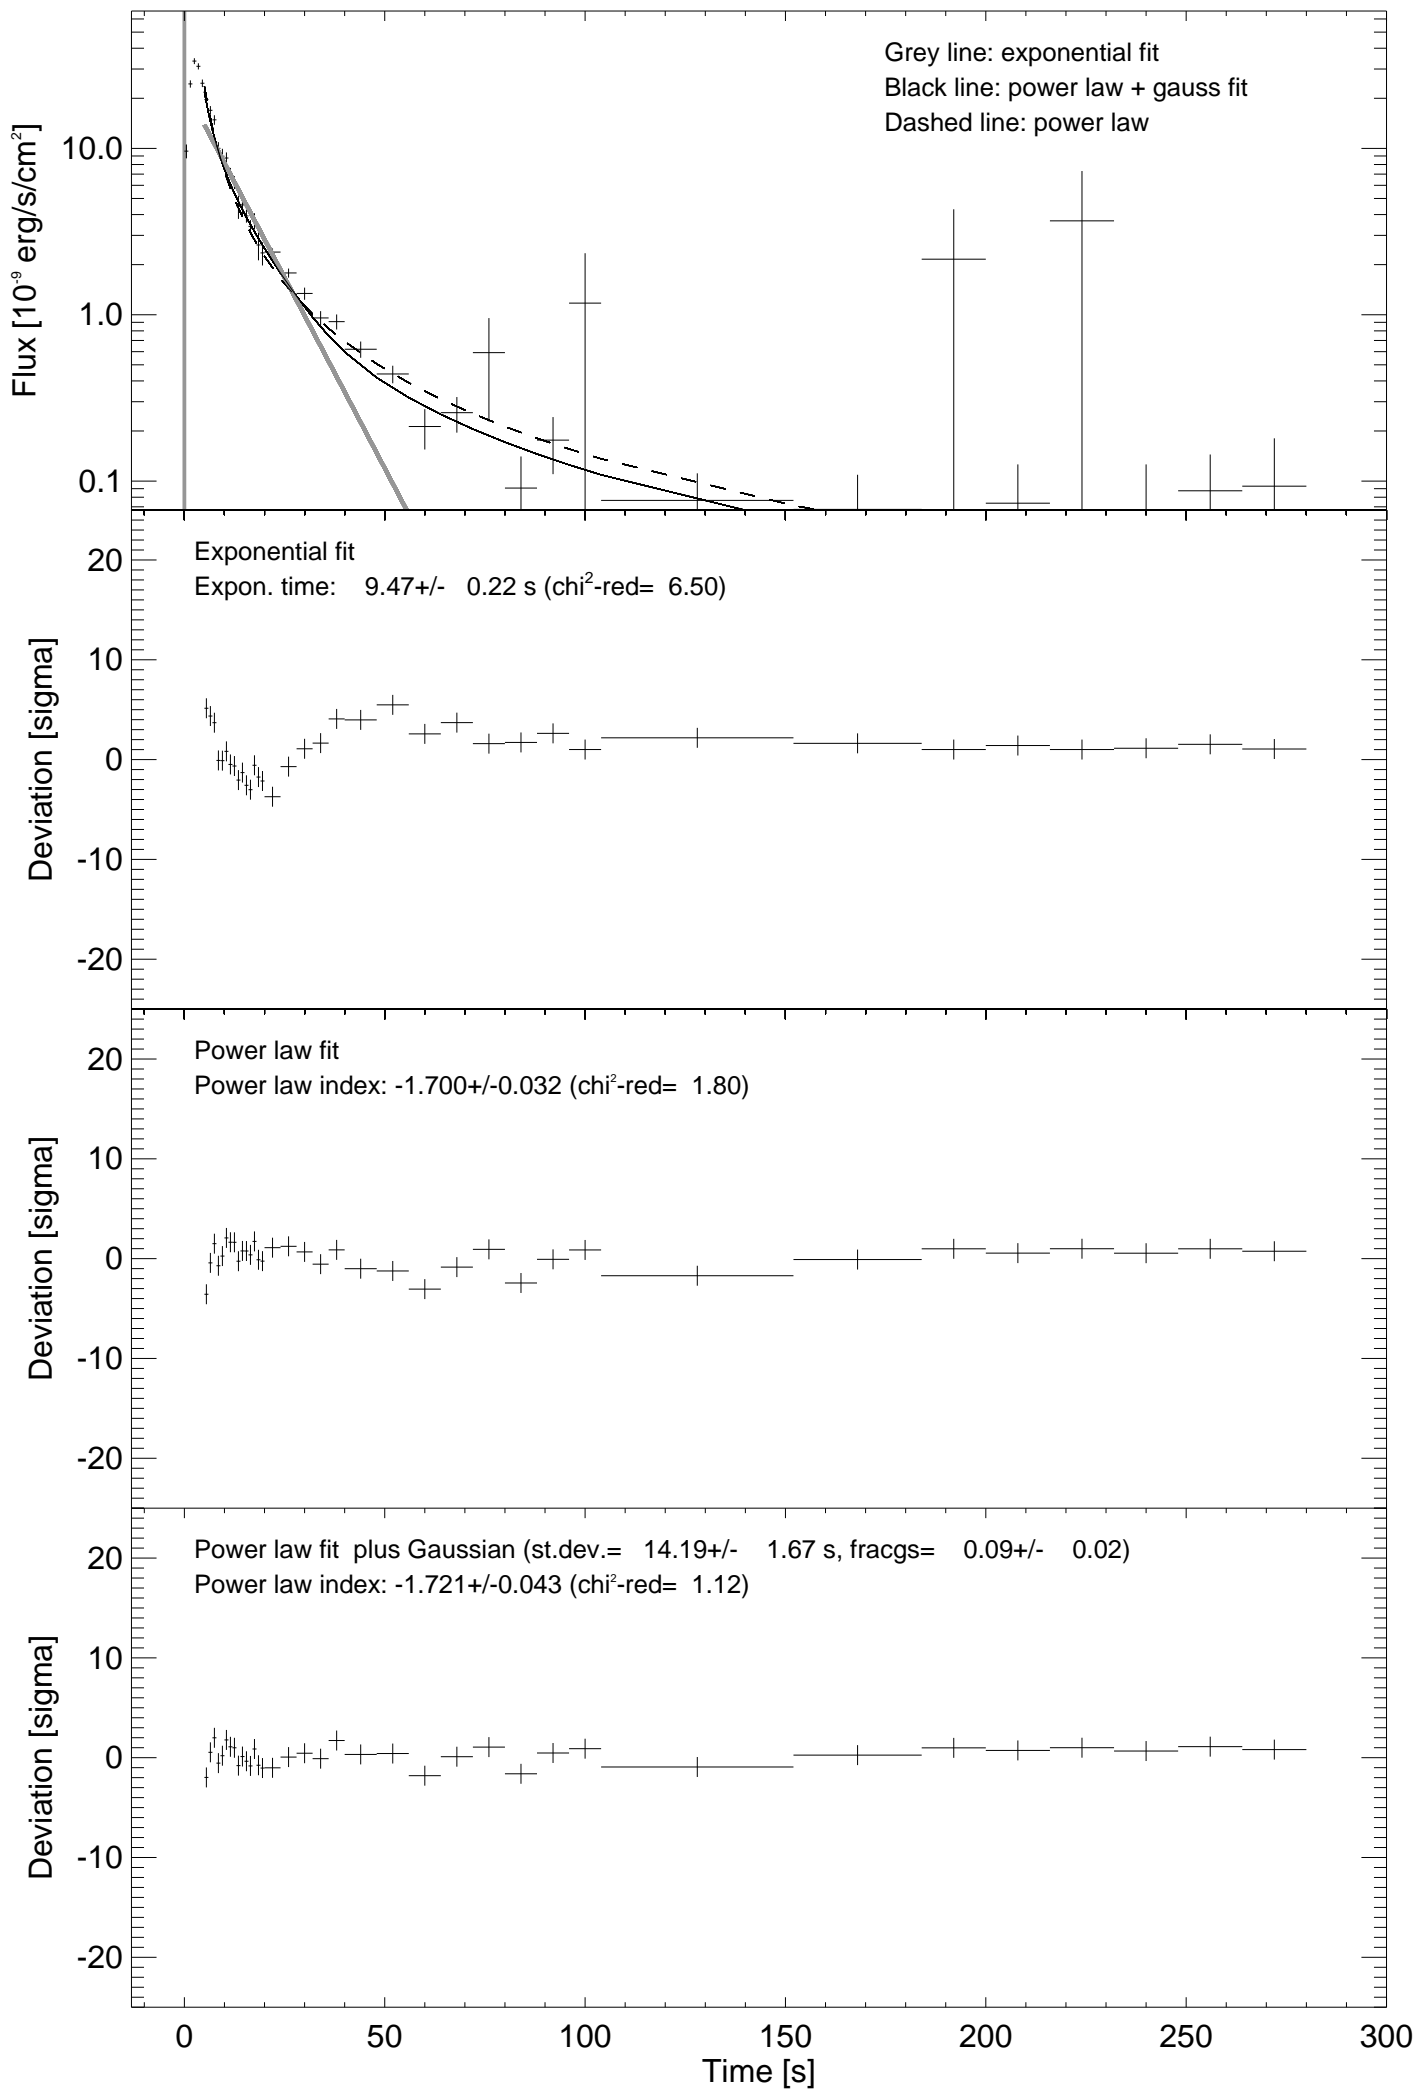 Grey line: exponential fit
Black line: power law + gauss fit
Dashed line: power law
Flux [10⁻⁹ erg/s/cm²]
10.0
1.0
0.1
Exponential fit
Expon. time: 9.47+/- 0.22 s (chi²-red= 6.50)
Deviation [sigma]
20
10
0
-10
-20
Power law fit
Power law index: -1.700+/-0.032 (chi²-red= 1.80)
Deviation [sigma]
20
10
0
-10
-20
Power law fit plus Gaussian (st.dev.= 14.19+/- 1.67 s, fracgs= 0.09+/- 0.02)
Power law index: -1.721+/-0.043 (chi²-red= 1.12)
Deviation [sigma]
20
10
0
-10
-20
0 50 100 150 200 250 300
Time [s]